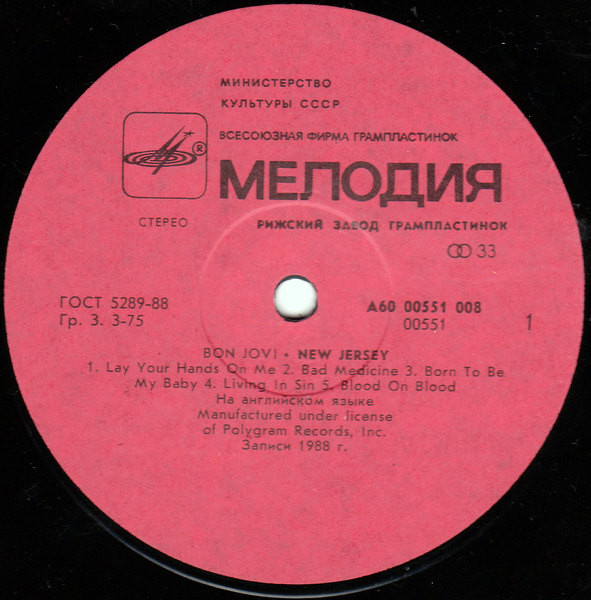 МИНИСТЕРСТВО
КУЛЬТУРЫ СССР
ВСЕСОЮЗНАЯ ФИРМА ГРАМПЛАСТИНОК
®
МЕЛОДИЯ
СТЕРЕО
РИЖСКИЙ ЗАВОД ГРАМПЛАСТИНОК
33
ГОСТ 5289-88
Гр. 3. 3-75
А60 00551 008
00551
1
BON JOVI • NEW JERSEY
1. Lay Your Hands On Me 2. Bad Medicine 3. Born To Be
My Baby 4. Living In Sin 5. Blood On Blood
На английском языке
Manufactured under license
of Polygram Records, Inc.
Записи 1988 г.